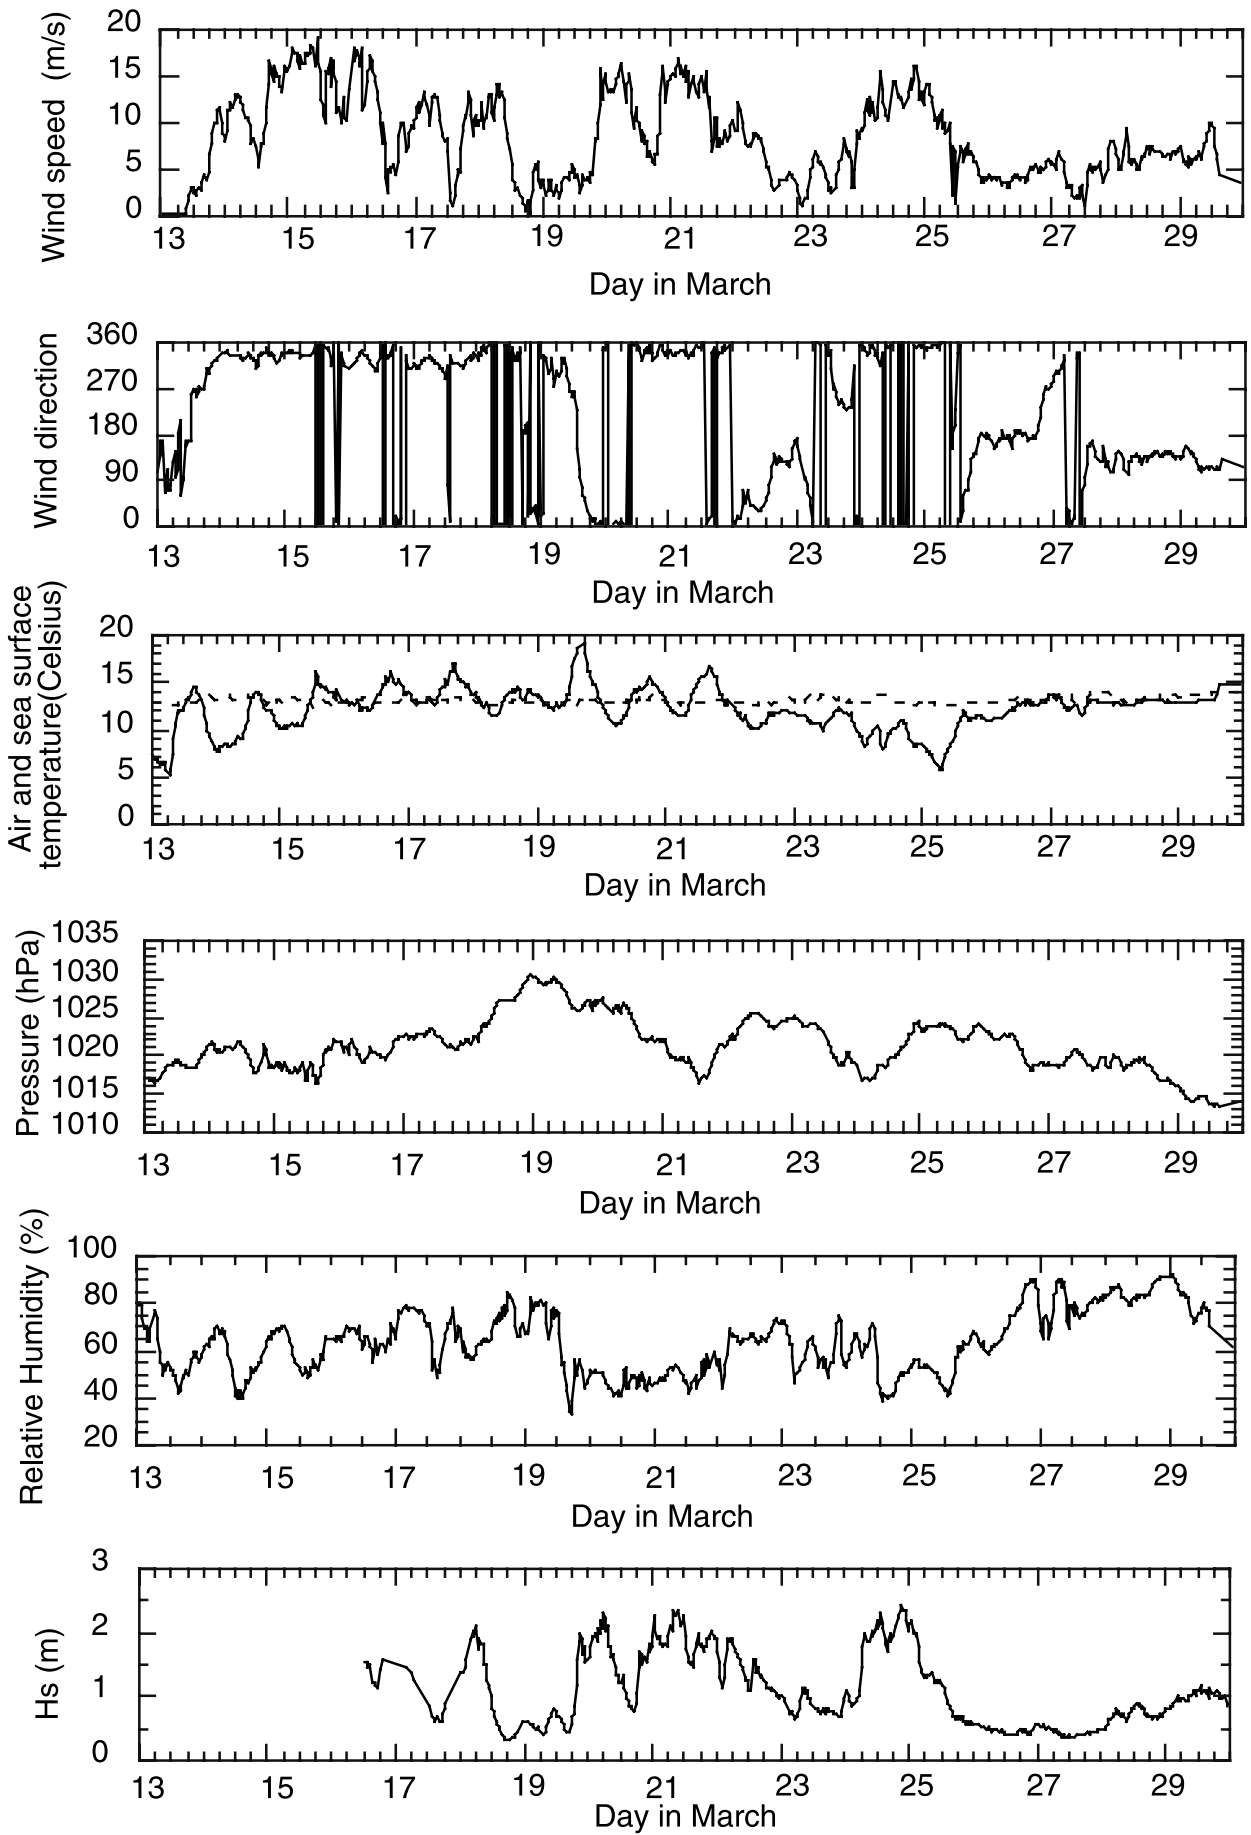 Wind speed (m/s)
20
15
10
5
0
13 15 17 19 21 23 25 27 29
Day in March
Wind direction
360
270
180
90
0
13 15 17 19 21 23 25 27 29
Day in March
Air and sea surface
temperature(Celsius)
20
15
10
5
0
13 15 17 19 21 23 25 27 29
Day in March
Pressure (hPa)
1035
1030
1025
1020
1015
1010
13 15 17 19 21 23 25 27 29
Day in March
Relative Humidity (%)
100
80
60
40
20
13 15 17 19 21 23 25 27 29
Day in March
Hs (m)
3
2
1
0
13 15 17 19 21 23 25 27 29
Day in March